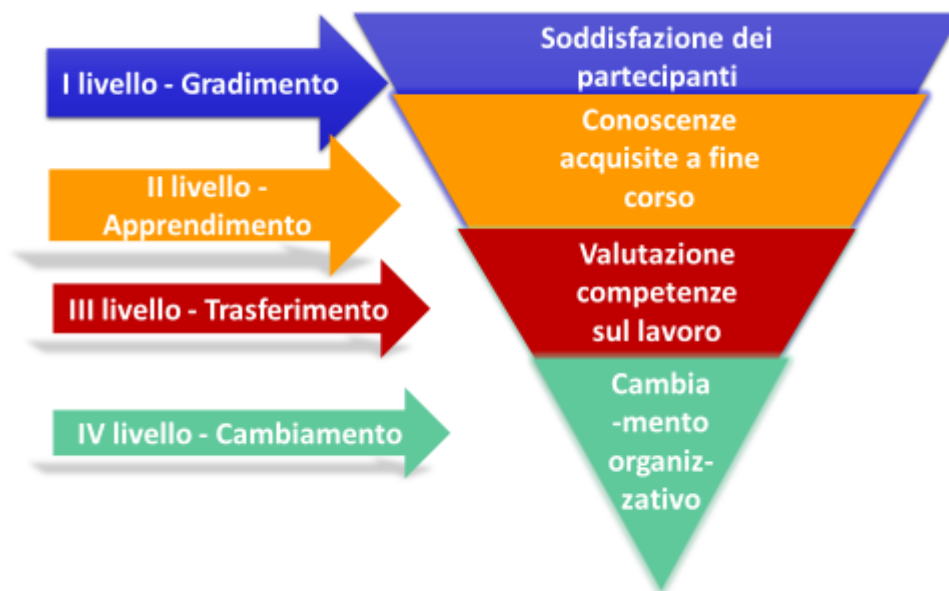 I livello - Gradimento
Soddisfazione dei
partecipanti
II livello -
Apprendimento
Conoscenze
acquisite a fine
corso
III livello - Trasferimento
Valutazione
competenze
sul lavoro
IV livello - Cambiamento
Cambia
-mento
organiz-
zativo